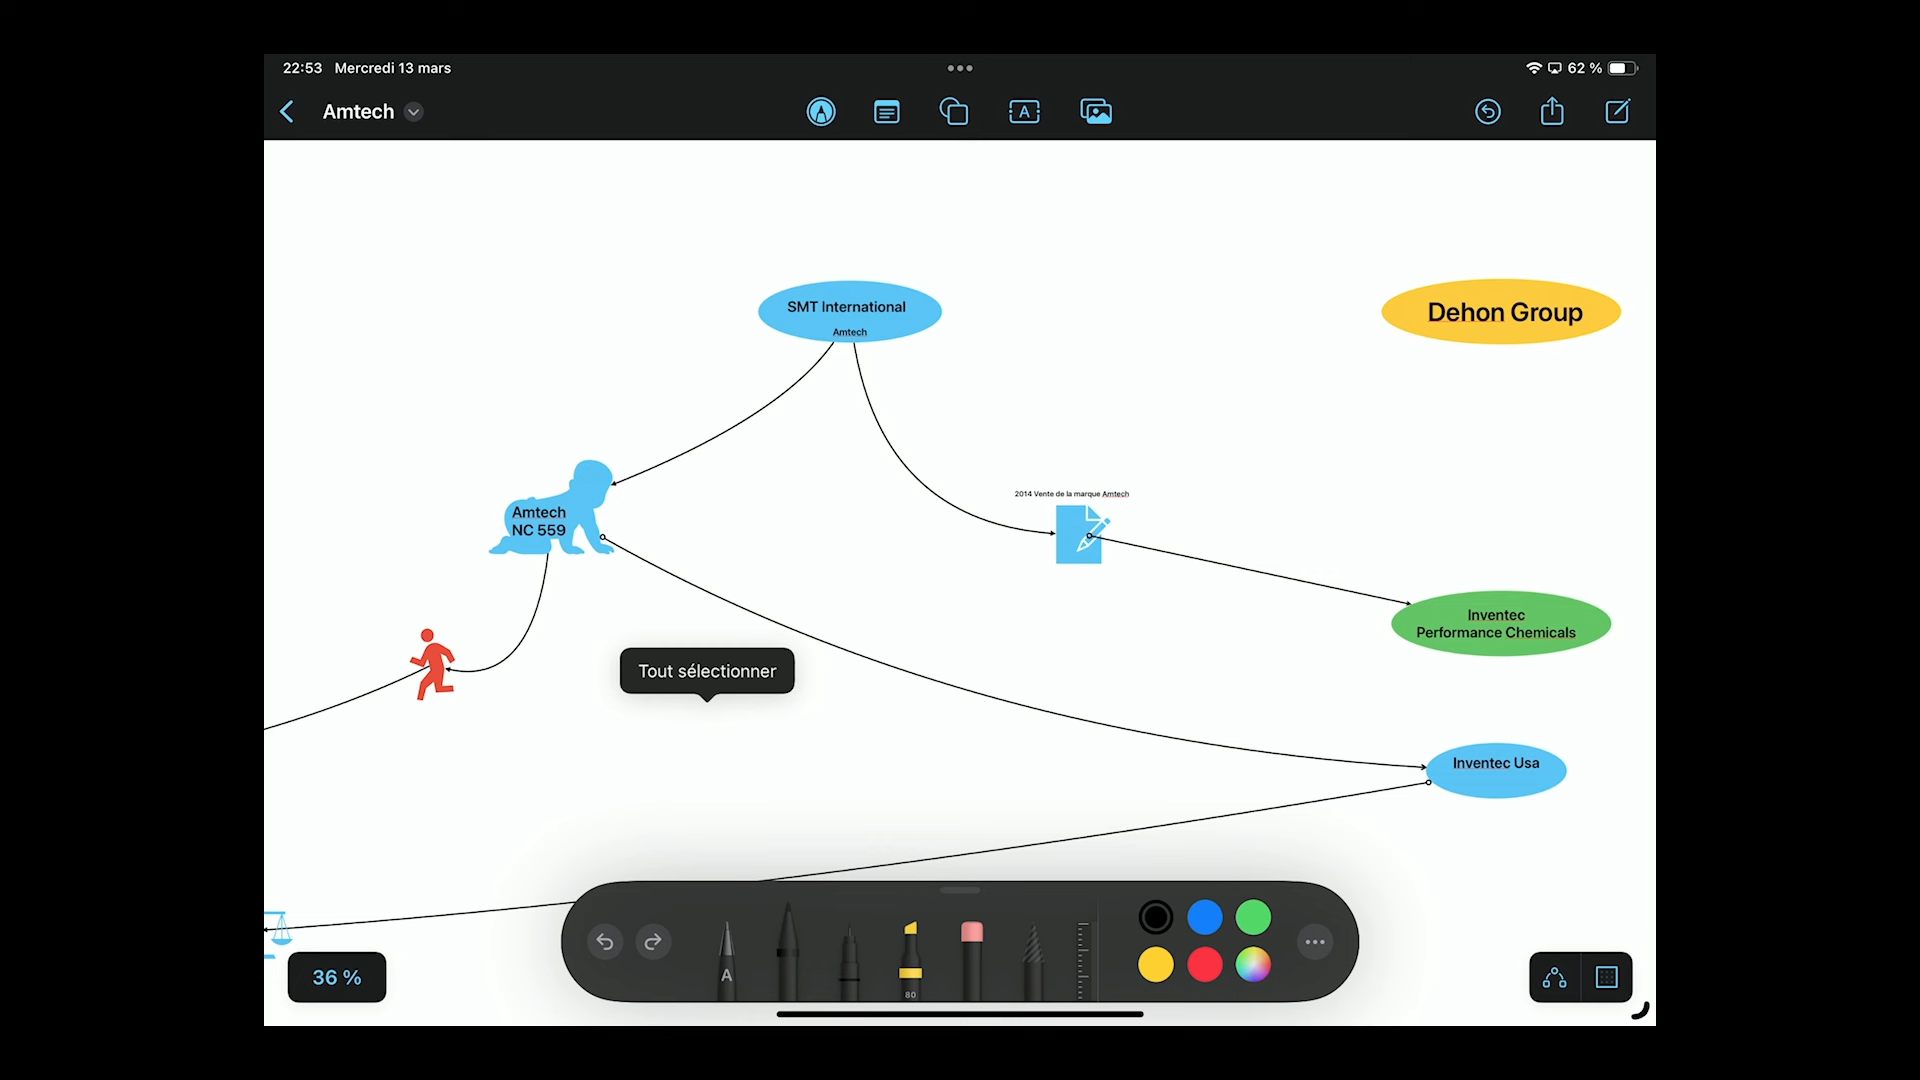 22:53 Mercredi 13 mars
62 %
Amtech
A
SMT International
Amtech
Dehon Group
2014 Vente de la marque Amtech
Amtech
NC 559
Inventec
Performance Chemicals
Tout sélectionner
Inventec Usa
A
80
36 %